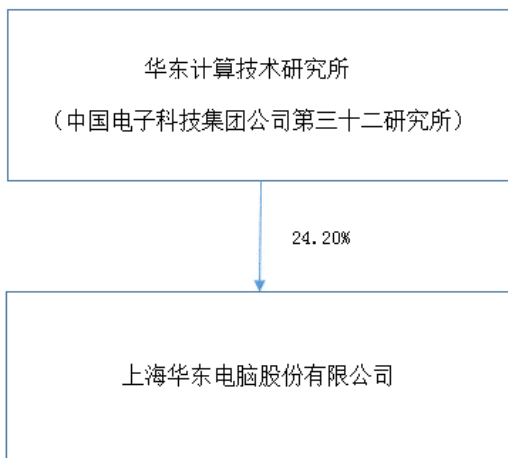 华东计算技术研究所
（中国电子科技集团公司第三十二研究所）
24.20%
上海华东电脑股份有限公司